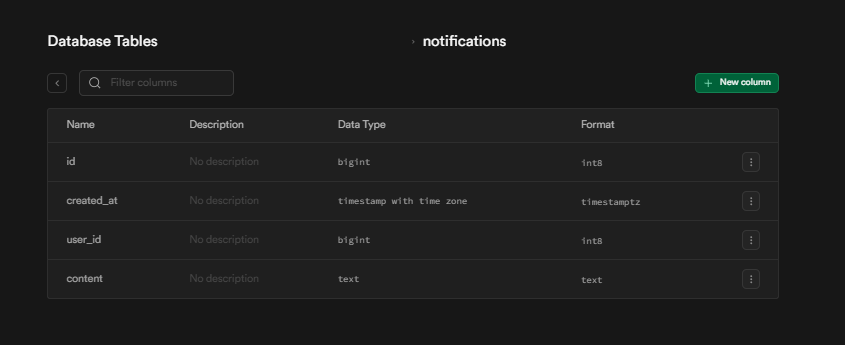 Database Tables › notifications
Filter columns
New column
Name Description Data Type Format
id No description bigint int8
created_at No description timestamp with time zone timestamptz
user_id No description bigint int8
content No description text text